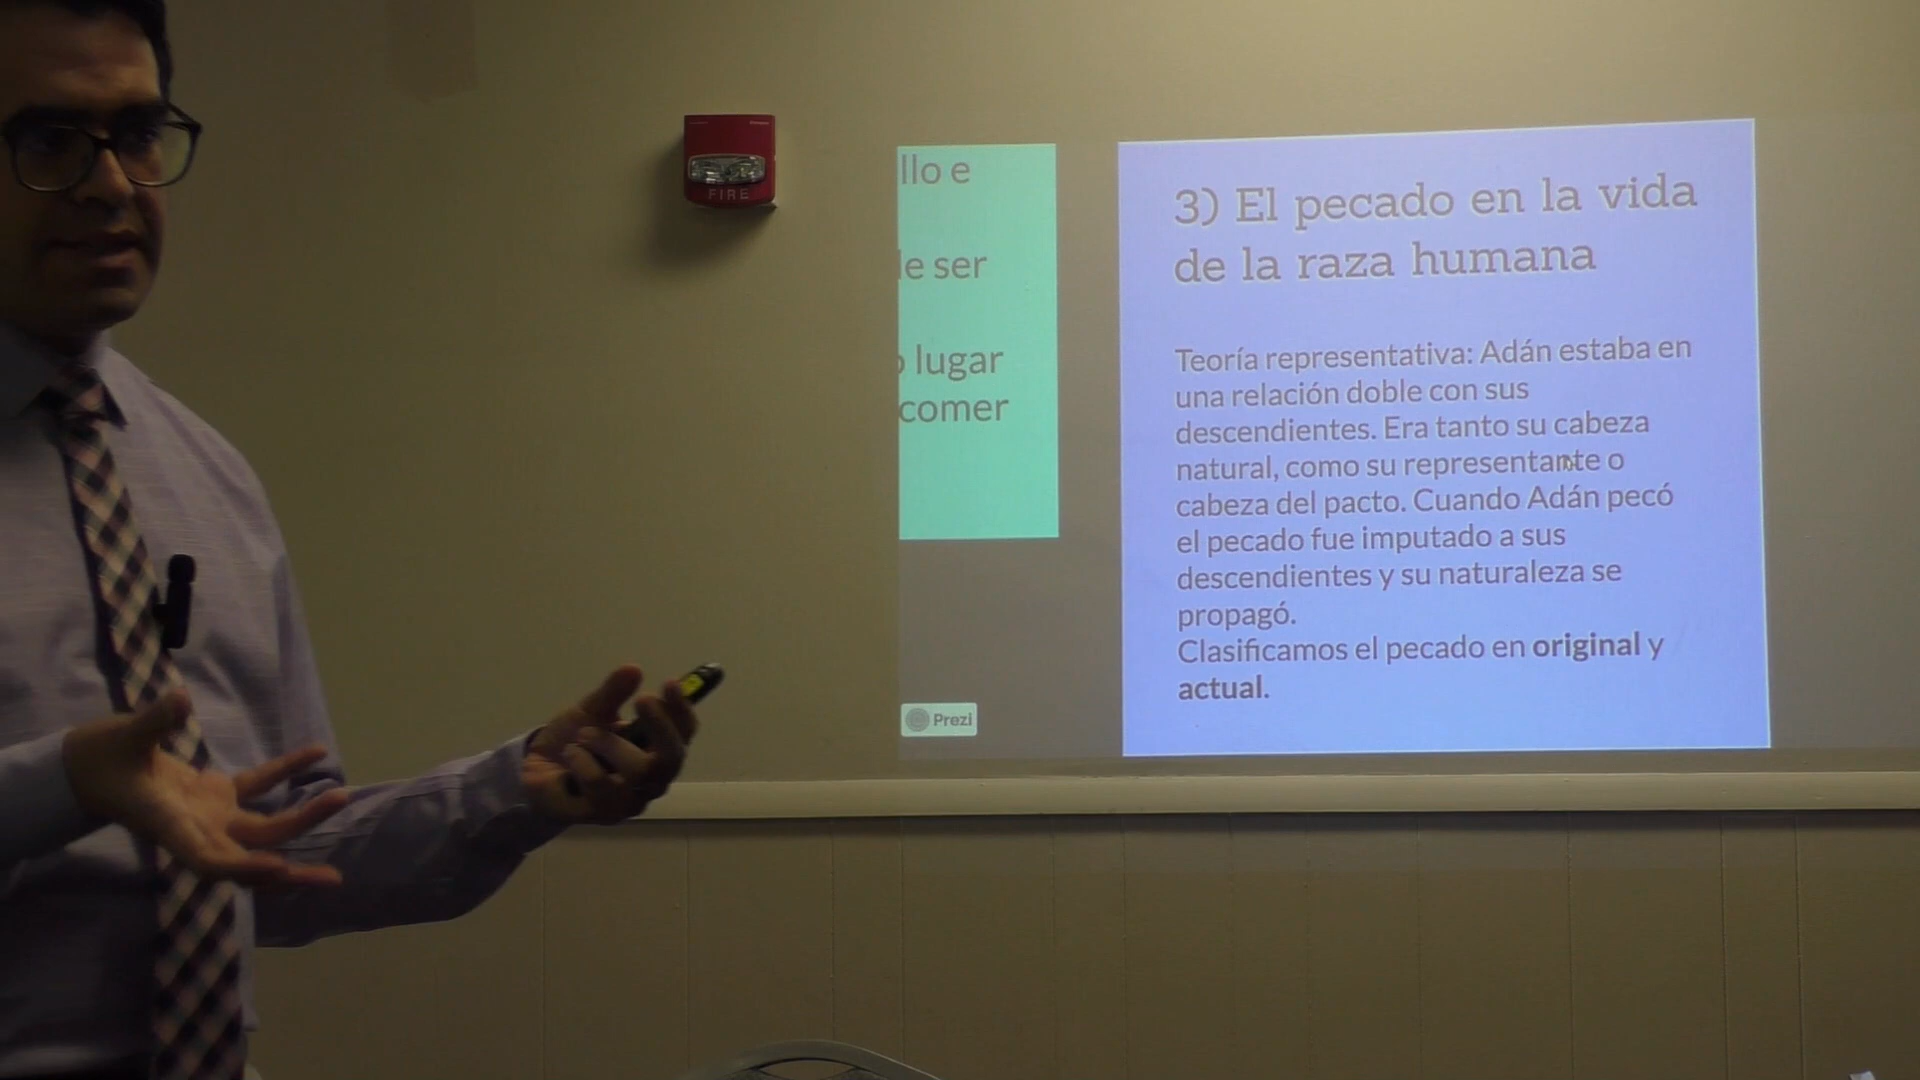 FIRE
llo e
e ser
lugar
comer
Prezi
3) El pecado en la vida
de la raza humana
Teoría representativa: Adán estaba en
una relación doble con sus
descendientes. Era tanto su cabeza
natural, como su representante o
cabeza del pacto. Cuando Adán pecó
el pecado fue imputado a sus
descendientes y su naturaleza se
propagó.
Clasificamos el pecado en original y
actual.